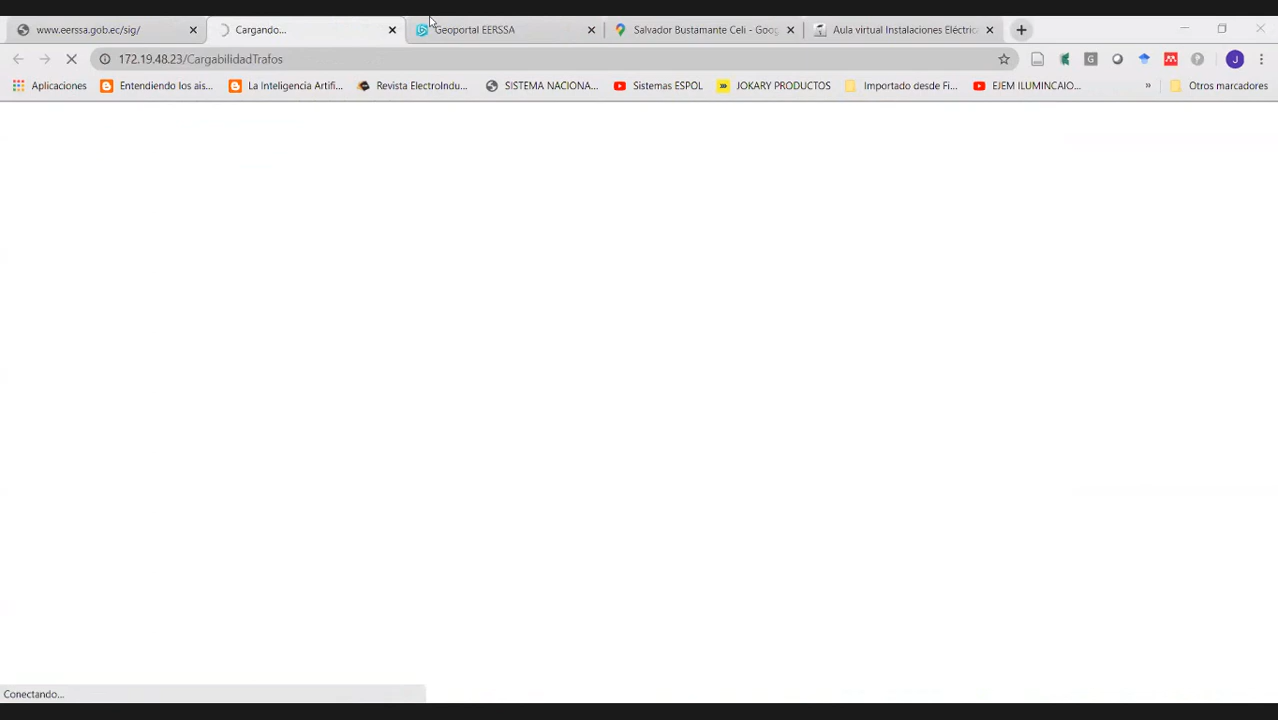 www.eerssa.gob.ec/sig/ Cargando... Geoportal EERSSA Salvador Bustamante Celi - Goog Aula virtual Instalaciones Eléctric
172.19.48.23/CargabilidadTrafos
Aplicaciones Entendiendo los ais... La Inteligencia Artifi... Revista ElectroIndu... SISTEMA NACIONA... Sistemas ESPOL JOKARY PRODUCTOS Importado desde Fi... EJEM ILUMINCAIO... » Otros marcadores
Conectando...